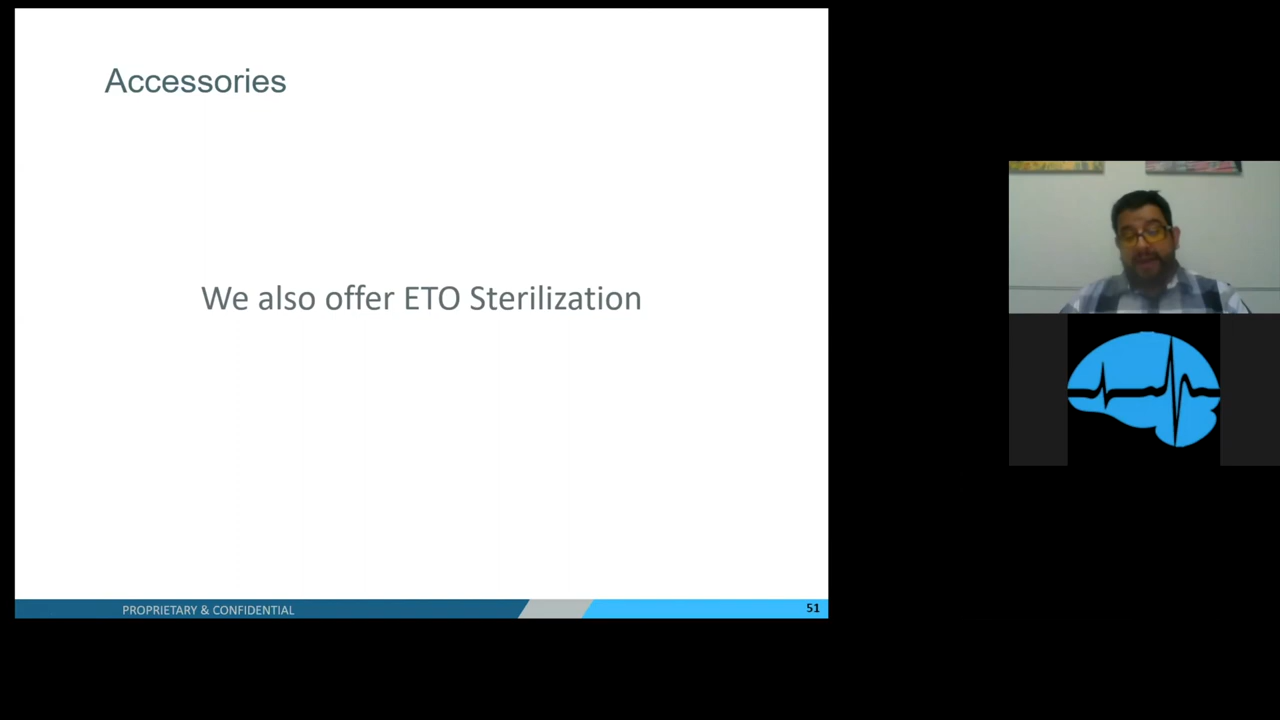 Accessories
We also offer ETO Sterilization
PROPRIETARY & CONFIDENTIAL
51